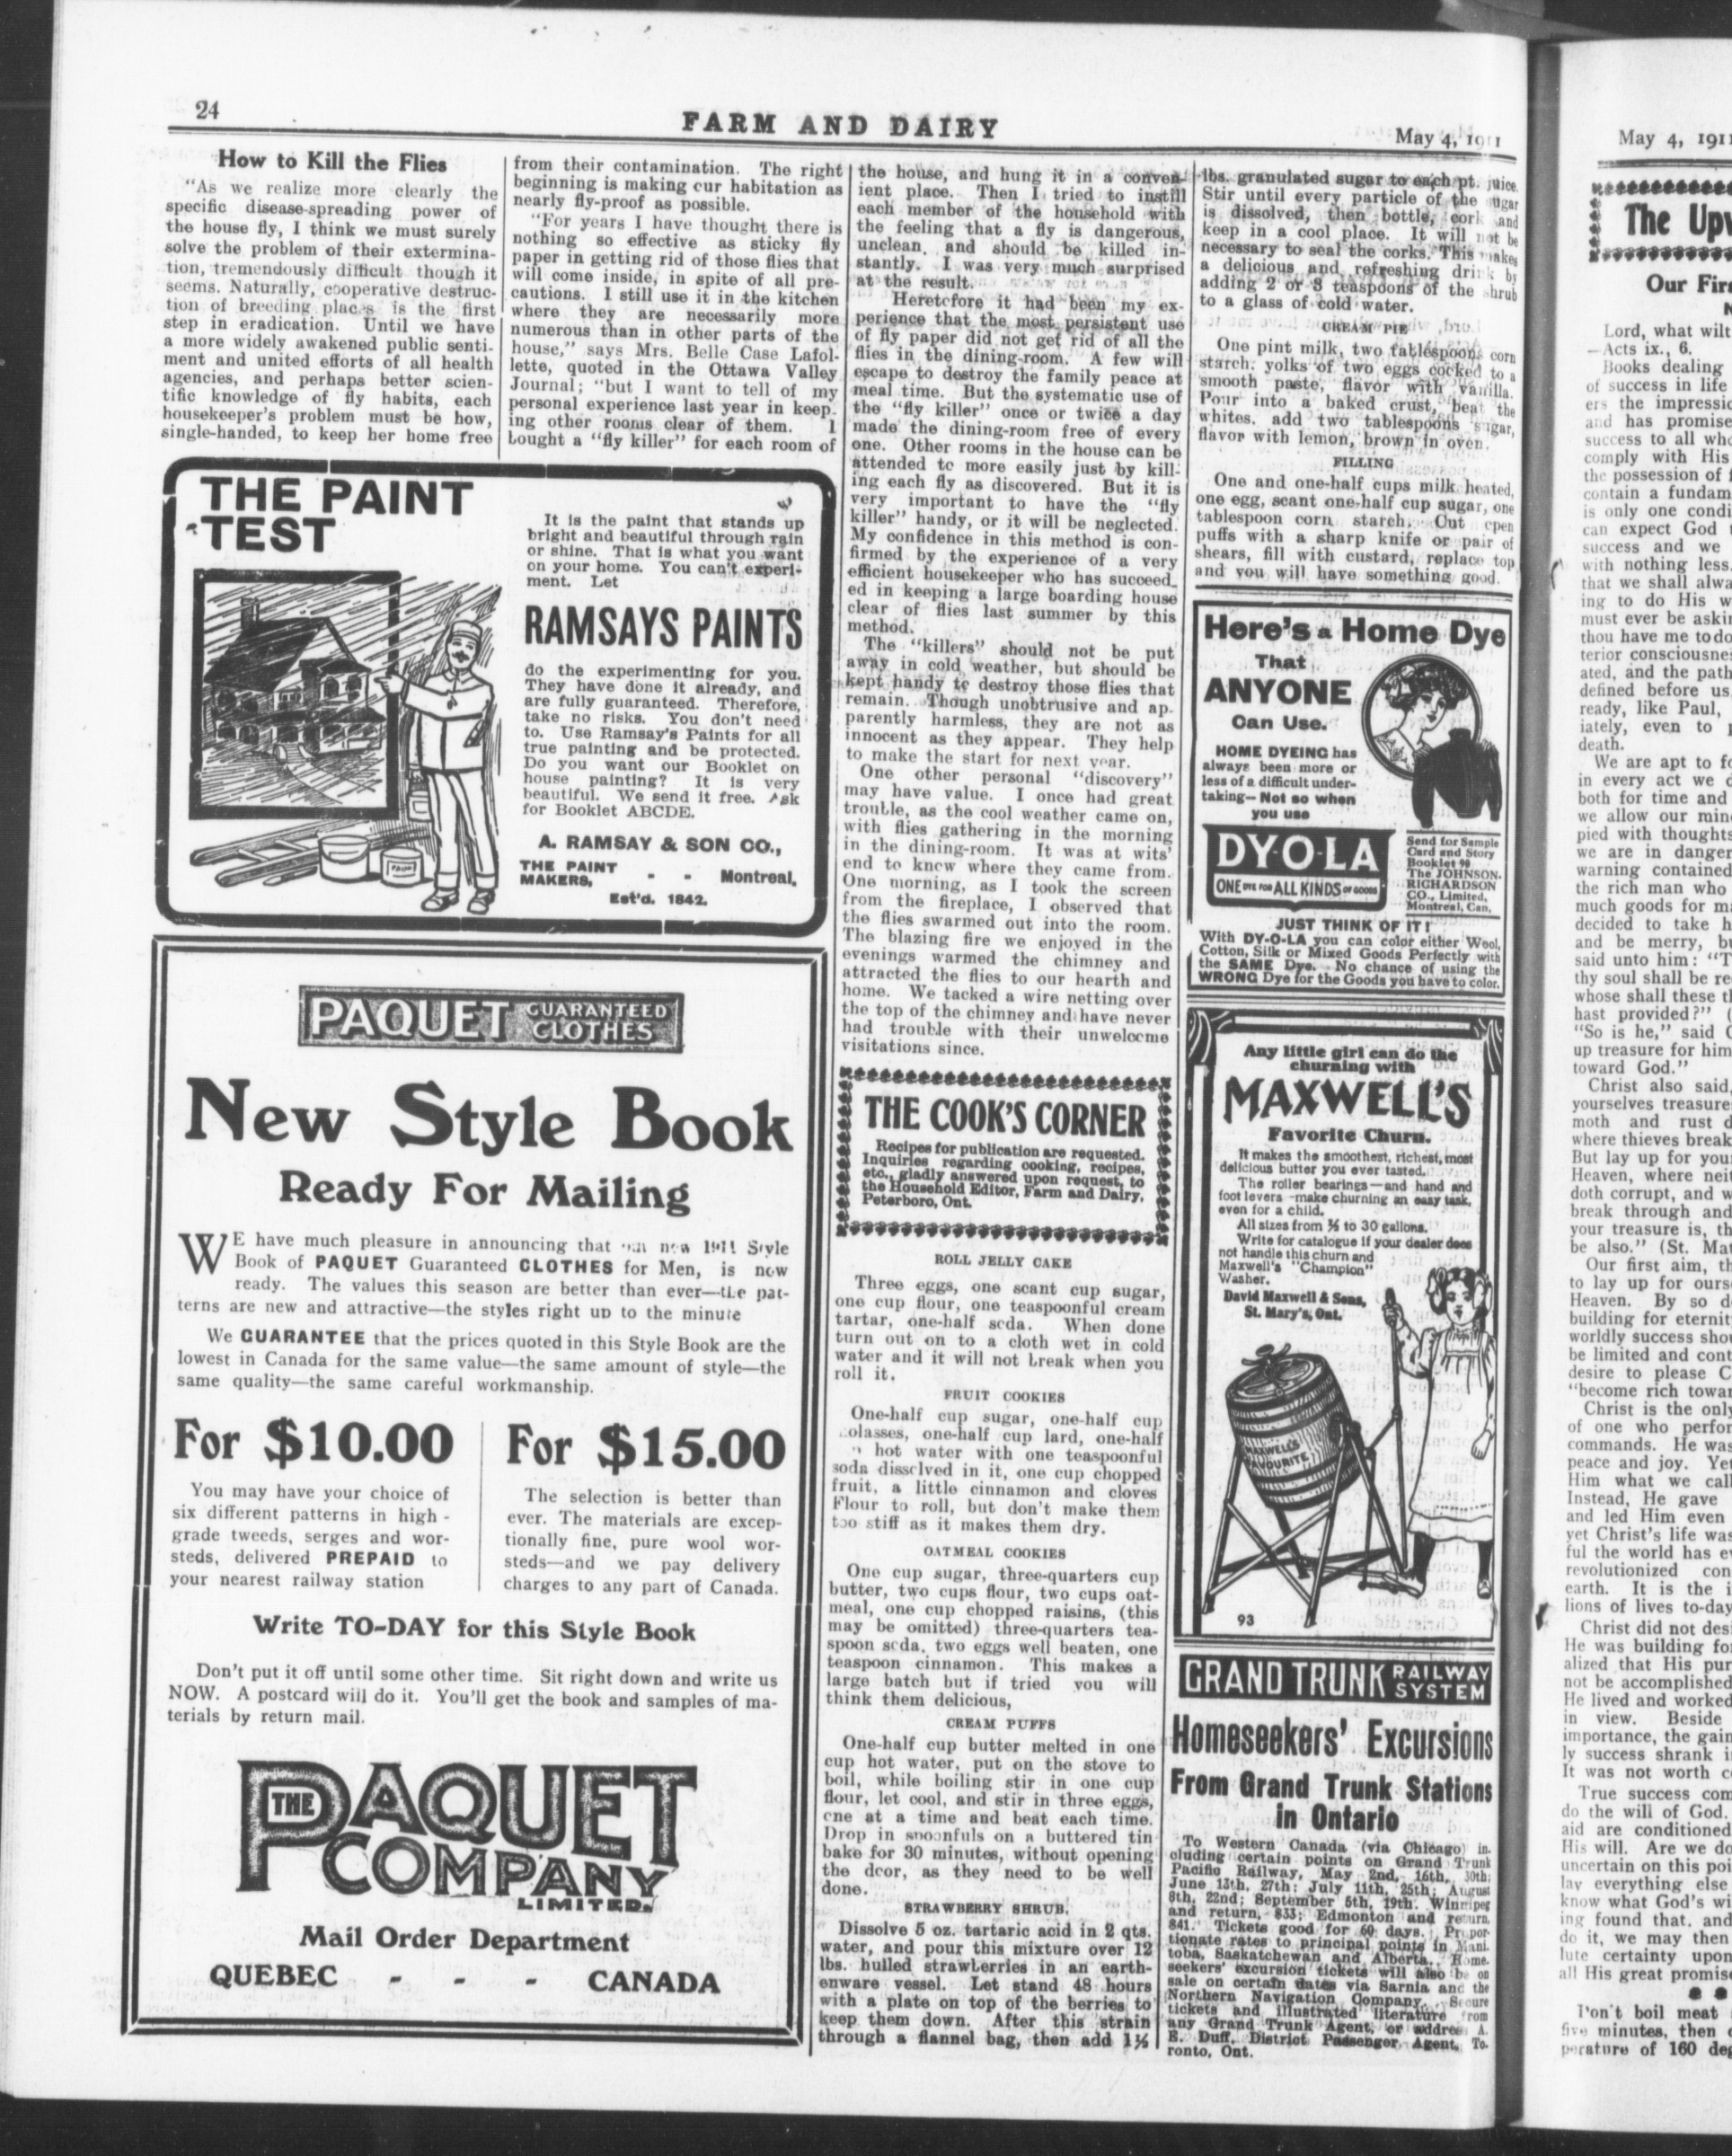 24
FARM AND DAIRY
May 4, 1911
How to Kill the Flies
"As we realize more clearly the
specific disease-spreading power of
the house fly, I think we must surely
solve the problem of their extermina-
tion, tremendously difficult though it
seems. Naturally, cooperative destruc-
tion of breeding places is the first
step in eradication. Until we have
a more widely awakened public senti-
ment and united efforts of all health
agencies, and perhaps better scien-
tific knowledge of fly habits, each
housekeeper's problem must be how,
single-handed, to keep her home free
from their contamination. The right
beginning is making our habitation as
nearly fly-proof as possible.
"For years I have thought there is
nothing so effective as sticky fly
paper in getting rid of those flies that
will come inside, in spite of all pre-
cautions. I still use it in the kitchen
where they are necessarily more
numerous than in other parts of the
house," says Mrs. Belle Case Lafol-
lette, quoted in the Ottawa Valley
Journal; "but I want to tell of my
personal experience last year in keep-
ing other rooms clear of them. I
bought a "fly killer" for each room of
the house, and hung it in a conven-
ient place. Then I tried to instill
each member of the household with
the feeling that a fly is dangerous,
unclean and should be killed in-
stantly. I was very much surprised
at the result.
Heretofore it had been my ex-
perience that the most persistent use
of fly paper did not get rid of all the
flies in the dining-room. A few will
escape to destroy the family peace at
meal time. But the systematic use of
the "fly killer" once or twice a day
made the dining-room free of every
one. Other rooms in the house can be
attended to more easily just by kill-
ing each fly as discovered. But it is
very important to have the "fly
killer" handy, or it will be neglected.
My confidence in this method is con-
firmed by the experience of a very
efficient housekeeper who has succeed-
ed in keeping a large boarding house
clear of flies last summer by this
method.
The "killers" should not be put
away in cold weather, but should be
kept handy to destroy those flies that
remain. Though unobtrusive and ap-
parently harmless, they are not as
innocent as they appear. They help
to make the start for next year.
One other personal "discovery"
may have value. I once had great
trouble, as the cool weather came on,
with flies gathering in the morning
in the dining-room. It was at wits'
end to know where they came from.
One morning, as I took the screen
from the fireplace, I observed that
the flies swarmed out into the room.
The blazing fire we enjoyed in the
evenings warmed the chimney and
attracted the flies to our hearth and
home. We tacked a wire netting over
the top of the chimney and have never
had trouble with their unwelcome
visitations since.
THE COOK'S CORNER
Recipes for publication are requested.
Inquiries regarding cooking, recipes,
etc., gladly answered upon request, to
the Household Editor, Farm and Dairy,
Peterboro, Ont.
ROLL JELLY CAKE
Three eggs, one scant cup sugar,
one cup flour, one teaspoonful cream
tartar, one-half soda. When done
turn out on to a cloth wet in cold
water and it will not break when you
roll it.
FRUIT COOKIES
One-half cup sugar, one-half cup
olasses, one-half cup lard, one-half
hot water with one teaspoonful
soda dissolved in it, one cup chopped
fruit, a little cinnamon and cloves
Flour to roll, but don't make them
too stiff as it makes them dry.
OATMEAL COOKIES
One cup sugar, three-quarters cup
butter, two cups flour, two cups oat-
meal, one cup chopped raisins, (this
may be omitted) three-quarters tea-
spoon soda, two eggs well beaten, one
teaspoon cinnamon. This makes a
large batch but if tried you will
think them delicious,
CREAM PUFFS
One-half cup butter melted in one
cup hot water, put on the stove to
boil, while boiling stir in one cup
flour, let cool, and stir in three eggs,
one at a time and beat each time.
Drop in spoonfuls on a buttered tin
bake for 30 minutes, without opening
the door, as they need to be well
done.
STRAWBERRY SHRUB.
Dissolve 5 oz. tartaric acid in 2 qts.
water, and pour this mixture over 12
lbs. hulled strawberries in an earth-
enware vessel. Let stand 48 hours
with a plate on top of the berries to
keep them down. After this strain
through a flannel bag, then add 1½
lbs. granulated sugar to each pt. juice.
Stir until every particle of the sugar
is dissolved, then bottle, cork and
keep in a cool place. It will not be
necessary to seal the corks. This makes
a delicious and refreshing drink by
adding 2 or 3 teaspoons of the shrub
to a glass of cold water.
CREAM PIE
One pint milk, two tablespoons corn
starch; yolks of two eggs cooked to a
smooth paste, flavor with vanilla.
Pour into a baked crust, beat the
whites, add two tablespoons sugar,
flavor with lemon, brown in oven.
FILLING
One and one-half cups milk heated,
one egg, scant one-half cup sugar, one
tablespoon corn starch. Cut open
puffs with a sharp knife or pair of
shears, fill with custard, replace top
and you will have something good.
THE PAINT
TEST
It is the paint that stands up
bright and beautiful through rain
or shine. That is what you want
on your home. You can't experi-
ment. Let
RAMSAYS PAINTS
do the experimenting for you.
They have done it already, and
are fully guaranteed. Therefore,
take no risks. You don't need
to. Use Ramsay's Paints for all
true painting and be protected.
Do you want our Booklet on
house painting? It is very
beautiful. We send it free. Ask
for Booklet ABCDE.
A. RAMSAY & SON CO.,
THE PAINT
MAKERS, - - Montreal.
Est'd. 1842.
PAQUET GUARANTEED
CLOTHES
New Style Book
Ready For Mailing
WE have much pleasure in announcing that our new 1911 Style
Book of PAQUET Guaranteed CLOTHES for Men, is now
ready. The values this season are better than ever—the pat-
terns are new and attractive—the styles right up to the minute
We GUARANTEE that the prices quoted in this Style Book are the
lowest in Canada for the same value—the same amount of style—the
same quality—the same careful workmanship.
For $10.00
You may have your choice of
six different patterns in high -
grade tweeds, serges and wor-
steds, delivered PREPAID to
your nearest railway station
For $15.00
The selection is better than
ever. The materials are excep-
tionally fine, pure wool wor-
steds—and we pay delivery
charges to any part of Canada.
Write TO-DAY for this Style Book
Don't put it off until some other time. Sit right down and write us
NOW. A postcard will do it. You'll get the book and samples of ma-
terials by return mail.
THE PAQUET
COMPANY
LIMITED.
Mail Order Department
QUEBEC - - - CANADA
Here's a Home Dye
That
ANYONE
Can Use.
HOME DYEING has
always been more or
less of a difficult under-
taking— Not so when
you use
DY-O-LA
ONE DYE FOR ALL KINDS OF GOODS
Send for Sample
Card and Story
Booklet 90
The JOHNSON-
RICHARDSON
CO., Limited,
Montreal, Can.
JUST THINK OF IT!
With DY-O-LA you can color either Wool,
Cotton, Silk or Mixed Goods Perfectly with
the SAME Dye. No chance of using the
WRONG Dye for the Goods you have to color.
Any little girl can do the
churning with
MAXWELL'S
Favorite Churn.
It makes the smoothest, richest, most
delicious butter you ever tasted.
The roller bearings—and hand and
foot levers—make churning an easy task,
even for a child.
All sizes from ½ to 30 gallons.
Write for catalogue if your dealer does
not handle this churn and
Maxwell's "Champion"
Washer.
David Maxwell & Sons,
St. Mary's, Ont.
MAXWELL'S
FAVOURITE
93
GRAND TRUNK RAILWAY
SYSTEM
Homeseekers' Excursions
From Grand Trunk Stations
in Ontario
To Western Canada (via Chicago) in-
cluding certain points on Grand Trunk
Pacific Railway, May 2nd, 16th, 30th;
June 13th, 27th; July 11th, 25th; August
8th, 22nd; September 5th, 19th. Winnipeg
and return, $33; Edmonton and return,
$41. Tickets good for 60 days. Propor-
tionate rates to principal points in Mani-
toba, Saskatchewan and Alberta. Home-
seekers' excursion tickets will also be on
sale on certain dates via Sarnia and the
Northern Navigation Company. Secure
tickets and illustrated literature from
any Grand Trunk Agent, or address A.
E. Duff, District Passenger Agent, To-
ronto, Ont.
May 4, 1911
The Upw
Our Firs
Lord, what wilt
—Acts ix., 6.
Books dealing
of success in life
ers the impressio
and has promise
success to all who
comply with His
the possession of f
contain a fundam
is only one condi
can expect God t
success and we
with nothing less.
that we shall alwa
ing to do His w
must ever be askin
thou have me to do
terior consciousnes
ated, and the path
defined before us,
ready, like Paul,
iately, even to p
death.
We are apt to fo
in every act we d
both for time and
we allow our mind
pied with thoughts
we are in danger
warning contained
the rich man who
much goods for ma
decided to take h
and be merry, bu
said unto him: "T
thy soul shall be re
whose shall these th
hast provided?" (
"So is he," said C
up treasure for him
toward God."
Christ also said,
yourselves treasure
moth and rust d
where thieves break
But lay up for your
Heaven, where neit
doth corrupt, and w
break through and
your treasure is, th
be also." (St. Mat
Our first aim, th
to lay up for ourse
Heaven. By so do
building for eternity
worldly success shou
be limited and cont
desire to please C
"become rich towar
Christ is the only
of one who perfor
commands. He was
peace and joy. Yet
Him what we call
Instead, He gave
and led Him even
yet Christ's life was
ful the world has ev
revolutionized con
earth. It is the i
lions of lives to-day
Christ did not desi
He was building for
alized that His pur
not be accomplished
He lived and worked
in view. Beside
importance, the gain
ly success shrank i
It was not worth c
True success com
do the will of God.
aid are conditioned
His will. Are we do
uncertain on this poi
lay everything else
know what God's wi
ing found that, and
do it, we may then
lute certainty upon
all His great promise
Don't boil meat
five minutes, then
perature of 160 deg